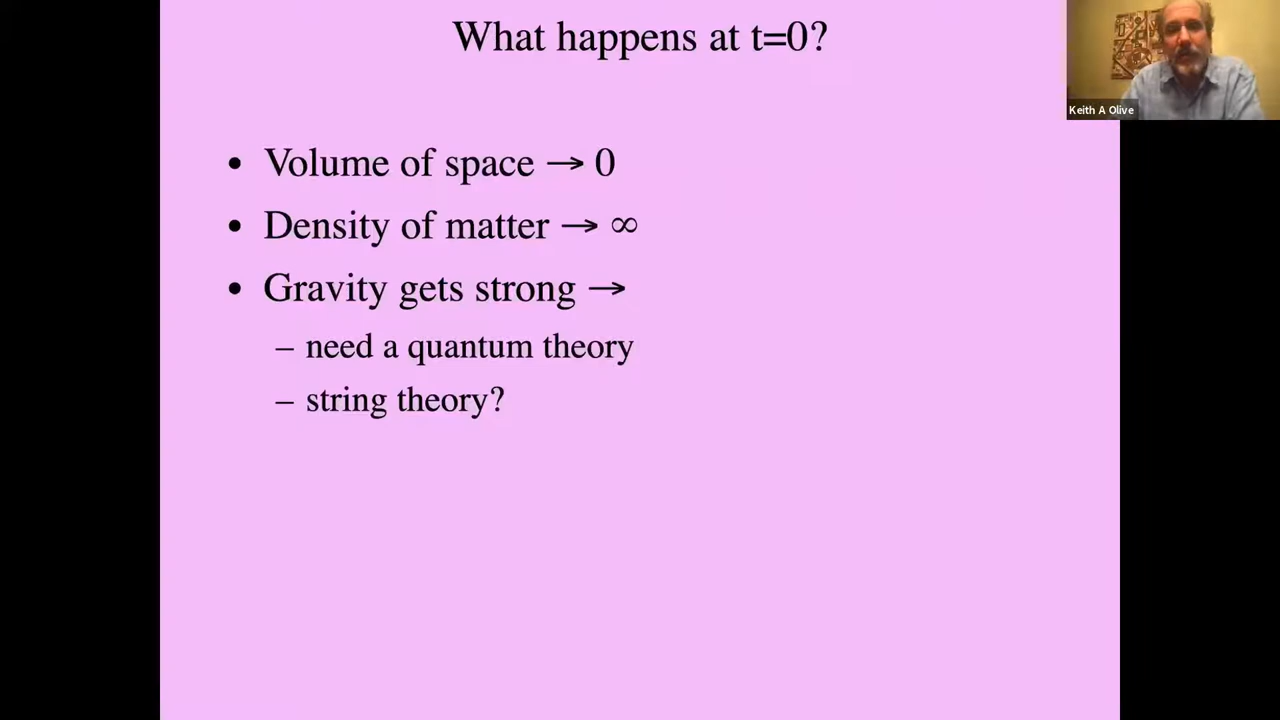 What happens at t=0?
Keith A Olive
• Volume of space → 0
• Density of matter → ∞
• Gravity gets strong →
– need a quantum theory
– string theory?